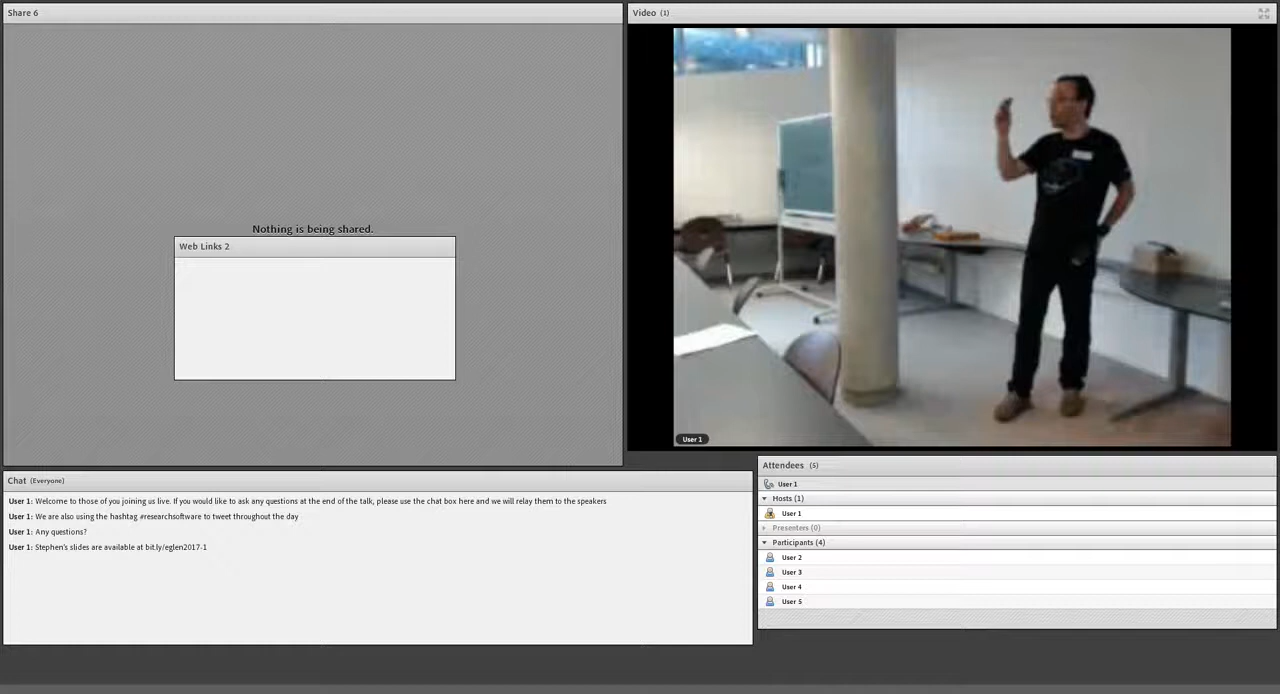 Share 6
Video (1)
Nothing is being shared.
Web Links 2
User 1
Chat (Everyone)
User 1: Welcome to those of you joining us live. If you would like to ask any questions at the end of the talk, please use the chat box here and we will relay them to the speakers
User 1: We are also using the hashtag #researchsoftware to tweet throughout the day
User 1: Any questions?
User 1: Stephen's slides are available at bit.ly/eglen2017-1
Attendees (5)
User 1
Hosts (1)
User 1
Presenters (0)
Participants (4)
User 2
User 3
User 4
User 5